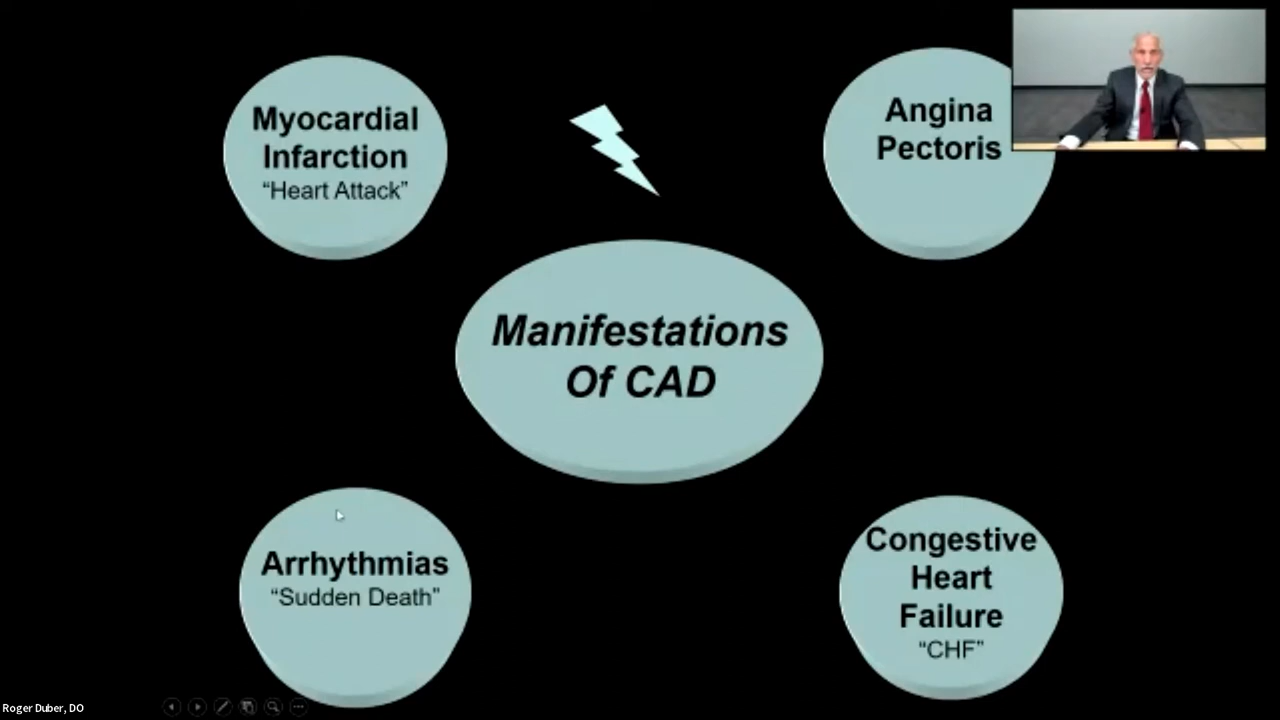 Myocardial
Infarction
“Heart Attack”
Angina
Pectoris
Manifestations
Of CAD
Arrhythmias
“Sudden Death”
Congestive
Heart
Failure
“CHF”
Roger Duber, DO